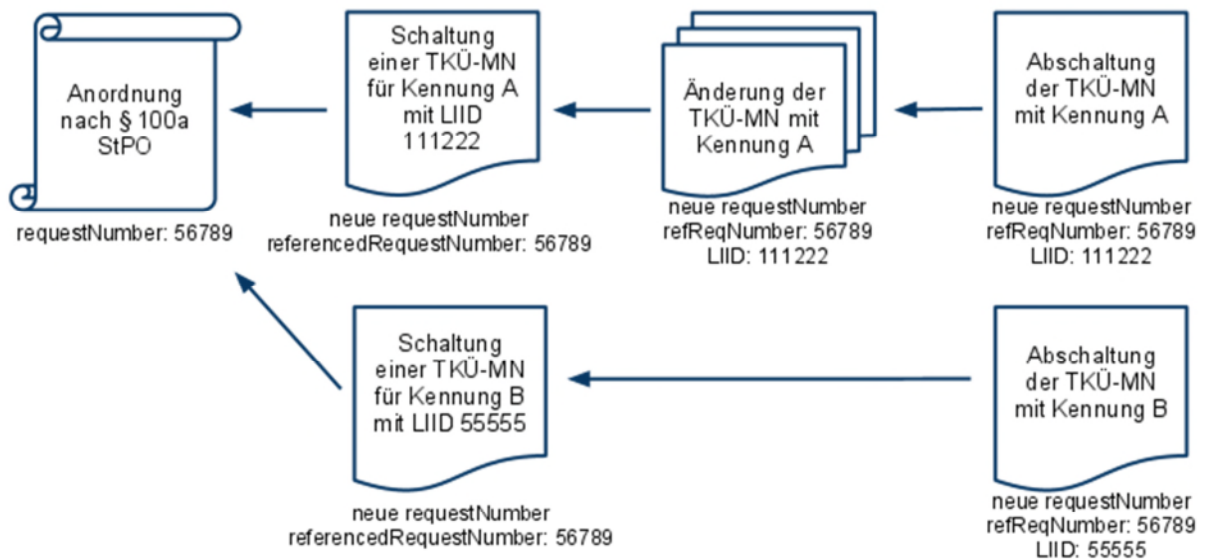 Anordnung
nach § 100a
StPO
requestNumber: 56789
Schaltung
einer TKÜ-MN
für Kennung A
mit LIID
111222
neue requestNumber
referencedRequestNumber: 56789
Änderung der
TKÜ-MN mit
Kennung A
neue requestNumber
refReqNumber: 56789
LIID: 111222
Abschaltung
der TKÜ-MN
mit Kennung A
neue requestNumber
refReqNumber: 56789
LIID: 111222
Schaltung
einer TKÜ-MN
für Kennung B
mit LIID 55555
neue requestNumber
referencedRequestNumber: 56789
Abschaltung
der TKÜ-MN
mit Kennung B
neue requestNumber
refReqNumber: 56789
LIID: 55555